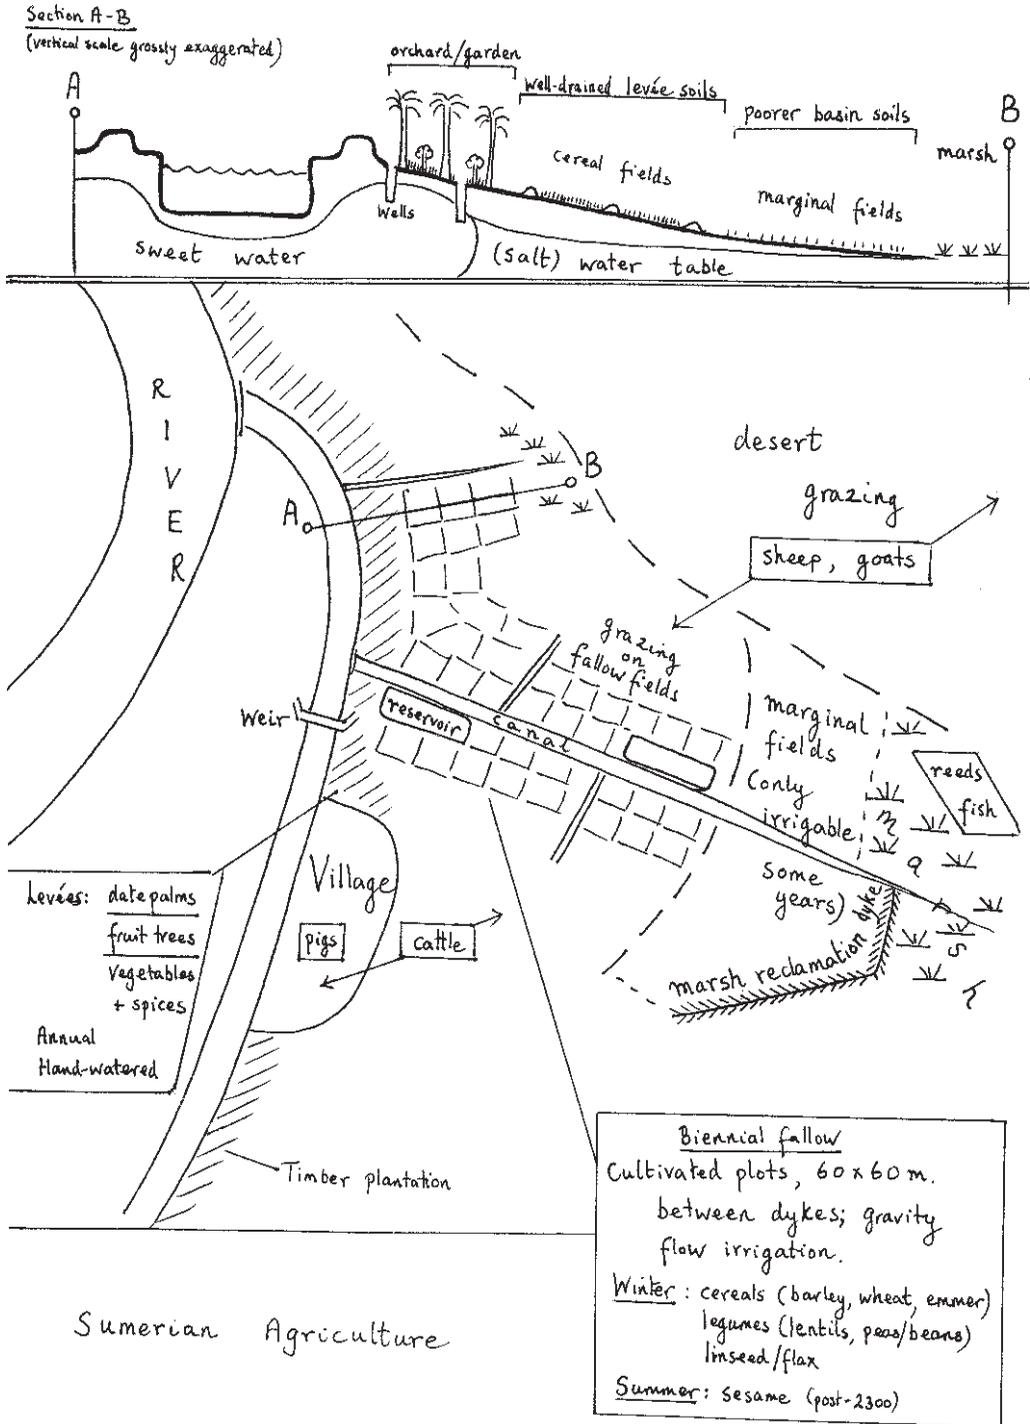 Section A-B
(vertical scale grossly exaggerated)
A
orchard/garden
well-drained levée soils
poorer basin soils
B
marsh
cereal fields
marginal fields
wells
sweet water
(salt) water table
RIVER
desert
grazing
sheep, goats
A
B
grazing
on
fallow fields
reservoir
canal
Weir
marginal
fields
(only
irrigable
some
years)
reeds
fish
marsh
marsh reclamation dyke
Village
pigs
cattle
Levées: date palms
fruit trees
vegetables
+ spices
Annual
Hand-watered
Timber plantation
Biennial fallow
Cultivated plots, 60 x 60 m.
between dykes; gravity
flow irrigation.
Winter: cereals (barley, wheat, emmer)
legumes (lentils, peas/beans)
linseed/flax
Summer: sesame (post-2300)
Sumerian Agriculture